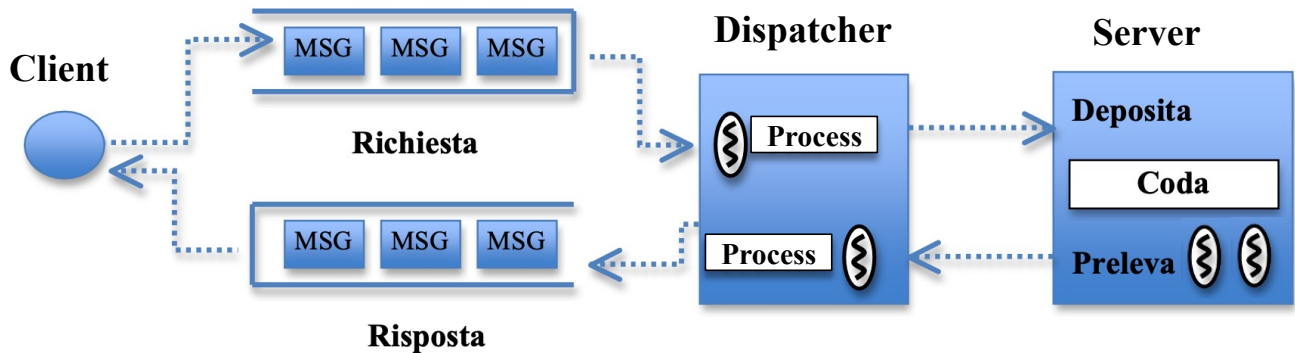 Client
MSG MSG MSG
Richiesta
MSG MSG MSG
Risposta
Dispatcher
Process
Process
Server
Deposita
Coda
Preleva